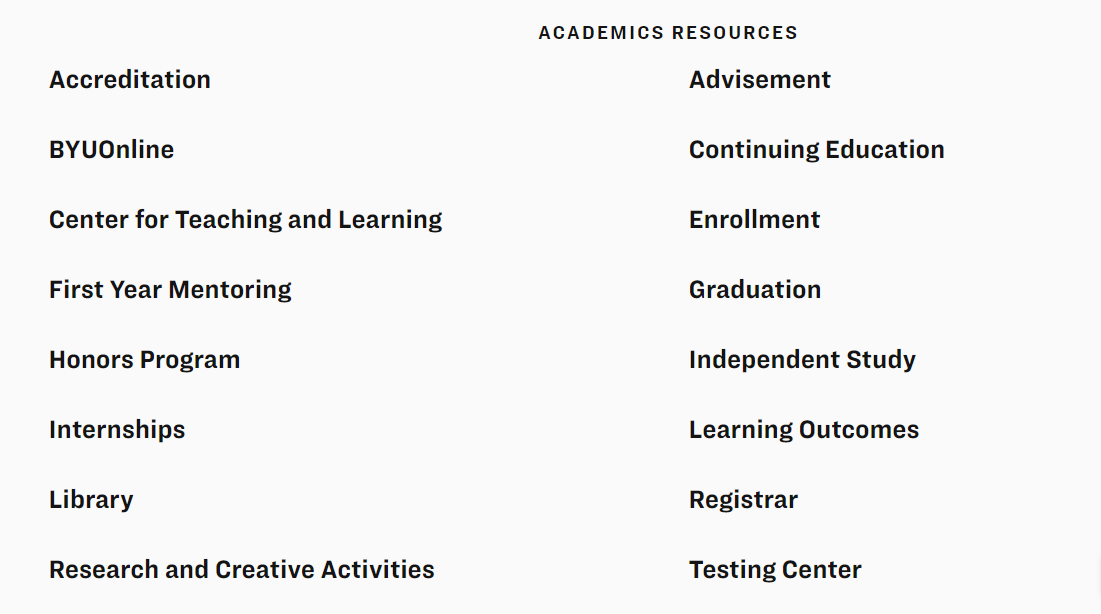 ACADEMICS RESOURCES
Accreditation
Advisement
BYUOnline
Continuing Education
Center for Teaching and Learning
Enrollment
First Year Mentoring
Graduation
Honors Program
Independent Study
Internships
Learning Outcomes
Library
Registrar
Research and Creative Activities
Testing Center